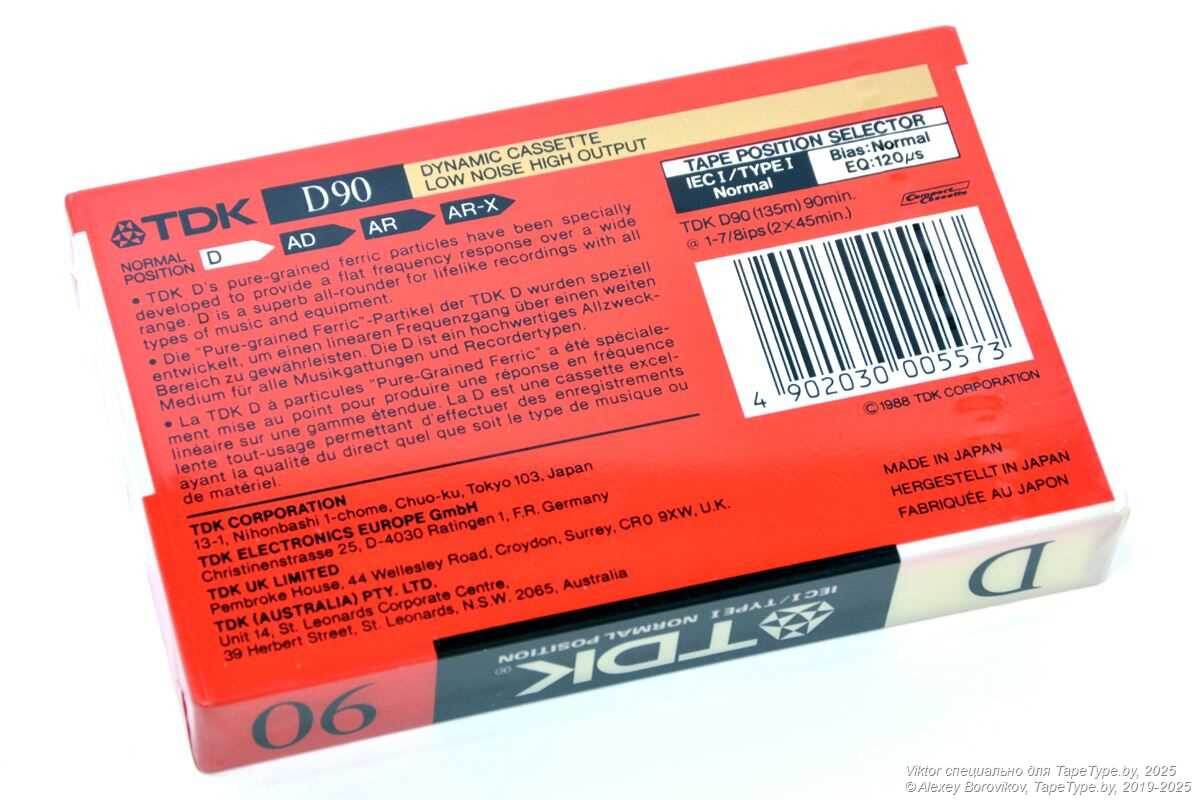 TDK D90 DYNAMIC CASSETTE
LOW NOISE HIGH OUTPUT
NORMAL
POSITION D AD AR AR-X
• TDK D's pure-grained ferric particles have been specially
developed to provide a flat frequency response over a wide
range. D is a superb all-rounder for lifelike recordings with all
types of music and equipment.
• Die "Pure-grained Ferric"-Partikel der TDK D wurden speziell
entwickelt, um einen linearen Frequenzgang über einen weiten
Bereich zu gewährleisten. Die D ist ein hochwertiges Allzweck-
Medium für alle Musikgattungen und Recordertypen.
• La TDK D à particules "Pure-Grained Ferric" a été spéciale-
ment mise au point pour produire une réponse en fréquence
linéaire sur une gamme étendue. La D est une cassette excel-
lente tout-usage permettant d'effectuer des enregistrements
ayant la qualité du direct quel que soit le type de musique ou
de matériel.
TAPE POSITION SELECTOR
IEC I/TYPE I
Normal
Bias: Normal
EQ: 120µs
TDK D90 (135m) 90min.
@ 1-7/8ips (2×45min.)
Compact
Cassette
4 902030 005573
©1988 TDK CORPORATION
MADE IN JAPAN
HERGESTELLT IN JAPAN
FABRIQUÉE AU JAPON
TDK CORPORATION
13-1, Nihonbashi 1-chome, Chuo-ku, Tokyo 103, Japan
TDK ELECTRONICS EUROPE GmbH
Christinenstrasse 25, D-4030 Ratingen 1, F.R. Germany
TDK UK LIMITED
Pembroke House, 44 Wellesley Road, Croydon, Surrey, CR0 9XW, U.K.
TDK (AUSTRALIA) PTY. LTD.
Unit 14, St. Leonards Corporate Centre,
39 Herbert Street, St. Leonards, N.S.W. 2065, Australia
D
IEC I/TYPE I NORMAL POSITION
TDK
90
Viktor специально для TapeType.by, 2025
© Alexey Borovikov, TapeType.by, 2019-2025